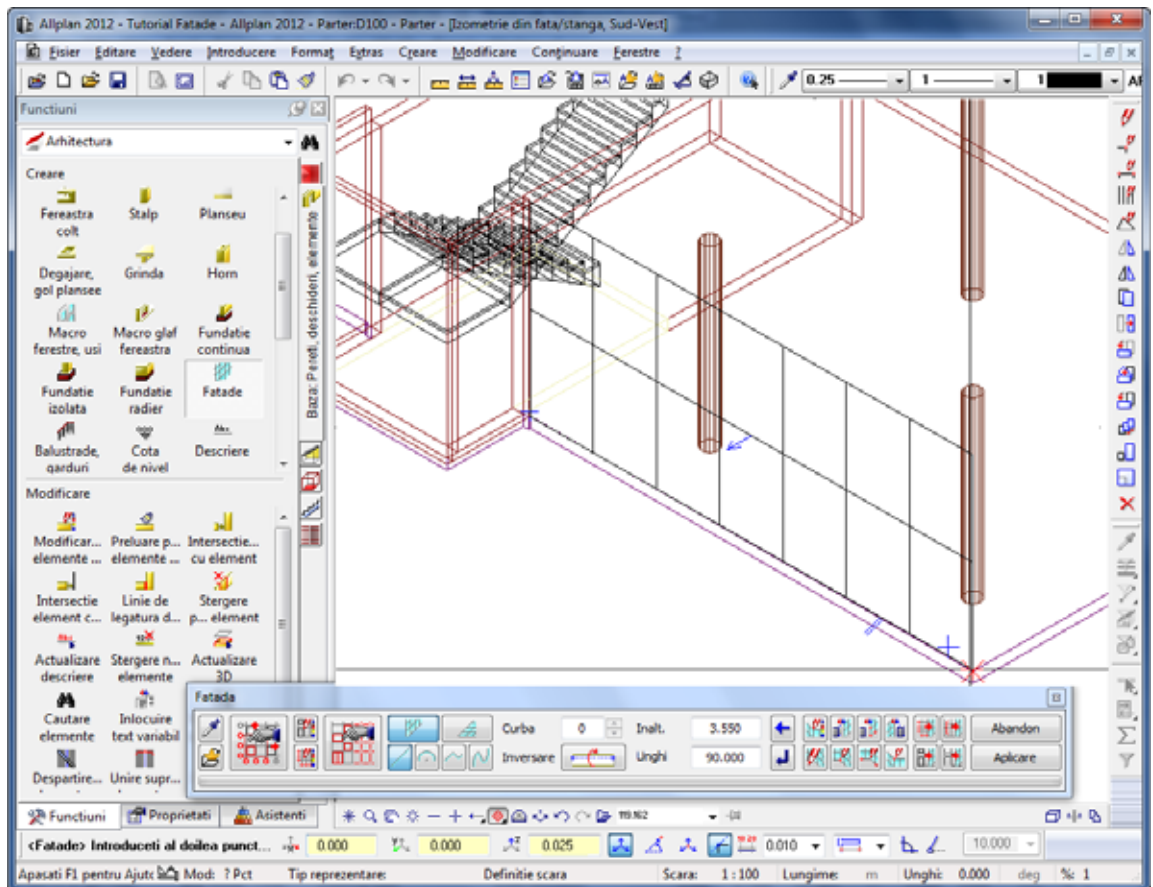 Allplan 2012 - Tutorial Fatade - Allplan 2012 - Parter:D100 - Parter - [Izometrie din fata/stanga, Sud-Vest]
Fisier Editare Vedere Introducere Format Extras Creare Modificare Continuare Ferestre ?
0.25 1 1
Functiuni
Arhitectura
Creare
Fereastra colt Stalp Planseu
Degajare, gol plansee Grinda Horn
Macro ferestre, usi Macro glaf fereastra Fundatie continua
Fundatie izolata Fundatie radier Fatade
Balustrade, garduri Cota de nivel Descriere
Baza: Pereti, deschideri, elemente
Modificare
Modificar... elemente ... Preluare p... elemente ... Intersectie... cu element
Intersectie element c... Linie de legatura d... Stergere p... element
Actualizare descriere Stergere n... elemente Actualizare 3D
Cautare elemente Inlocuire text variabil
Despartire... Unire supr...
Fatada
Curba 0 Inalt. 3.550 Abandon
Inversare Unghi 90.000 Aplicare
Functiuni Proprietati Asistenti 119.162
<Fatade> Introduceti al doilea punct... 0.000 0.000 0.025 0.010 10.000
Apasati F1 pentru Ajutc Mod: ? Pct Tip reprezentare: Definitie scara Scara: 1 : 100 Lungime: m Unghi: 0.000 deg %: 1